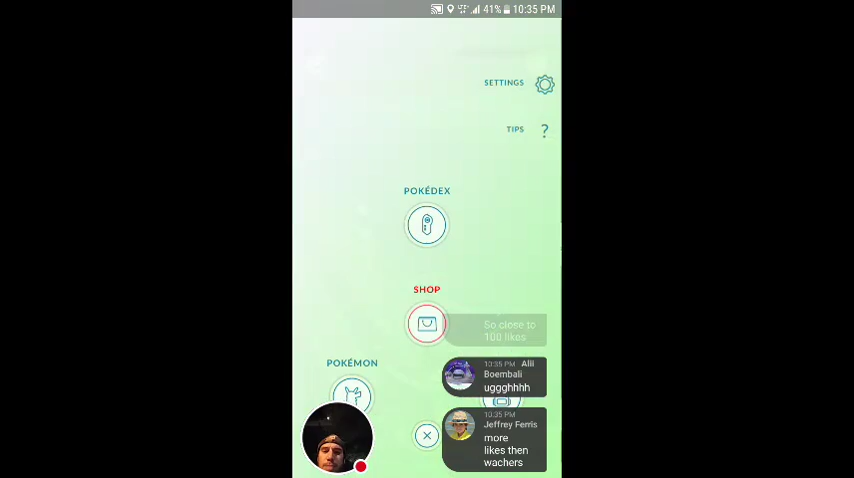 41% 10:35 PM
SETTINGS
TIPS ?
POKÉDEX
SHOP
So close to
100 likes
POKÉMON
10:35 PM Alii
Boembali
uggghhhh
10:35 PM
Jeffrey Ferris
more
likes then
wachers